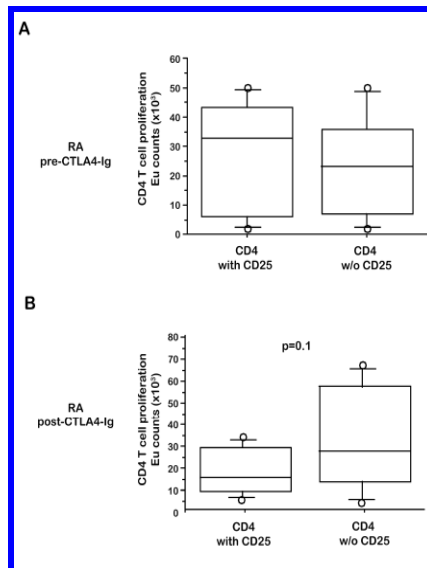 A
RA
pre-CTLA4-Ig
CD4 T cell proliferation
Eu counts (x10³)
60
50
40
30
20
10
0
CD4
with CD25
CD4
w/o CD25
B
RA
post-CTLA4-Ig
CD4 T cell proliferation
Eu counts (x10³)
80
70
60
50
40
30
20
10
0
p=0.1
CD4
with CD25
CD4
w/o CD25